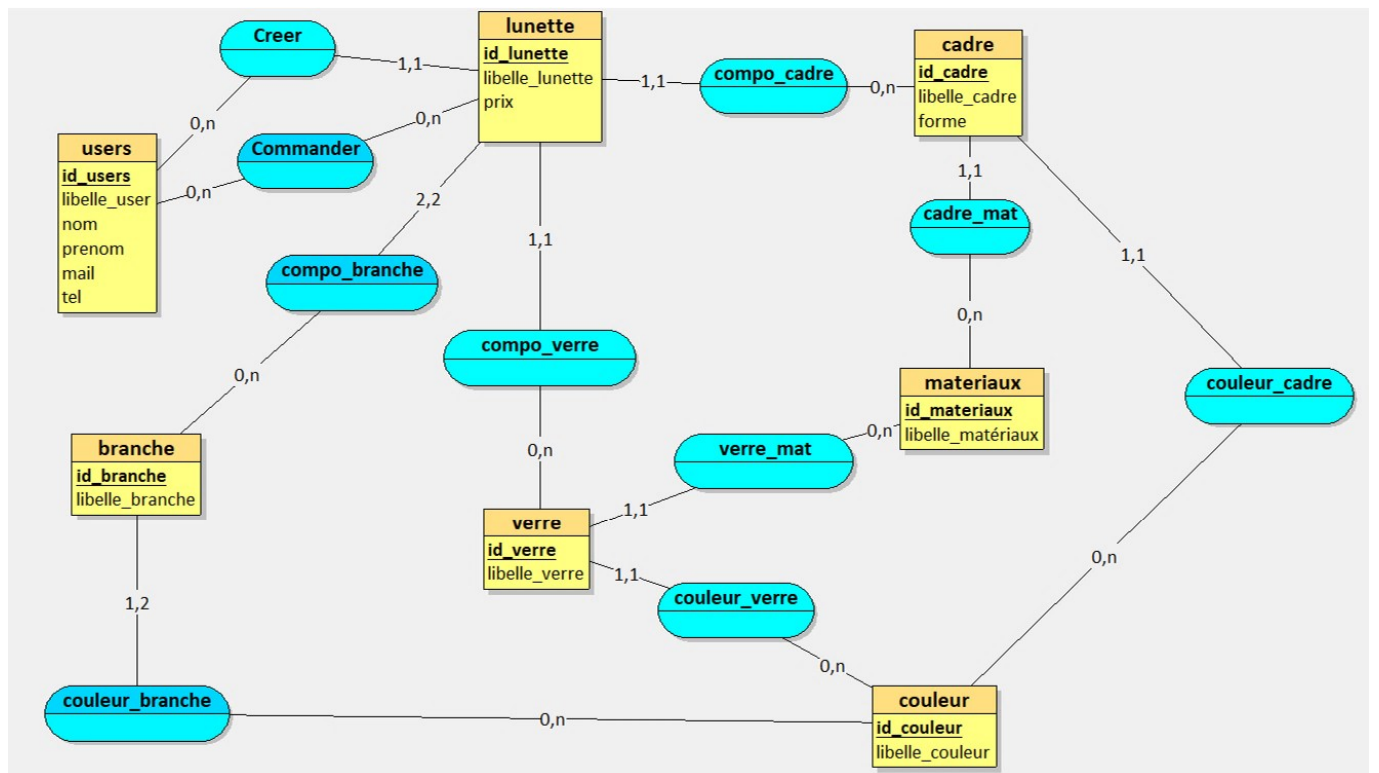 Creer
lunette
id_lunette
libelle_lunette
prix
1,1
1,1
compo_cadre
0,n
cadre
id_cadre
libelle_cadre
forme
0,n
0,n
Commander
0,n
users
id_users
libelle_user
nom
prenom
mail
tel
2,2
1,1
cadre_mat
1,1
1,1
compo_branche
0,n
compo_verre
0,n
materiaux
id_materiaux
libelle_matériaux
couleur_cadre
0,n
branche
id_branche
libelle_branche
0,n
verre_mat
0,n
1,1
verre
id_verre
libelle_verre
1,1
couleur_verre
0,n
0,n
1,2
couleur_branche
0,n
couleur
id_couleur
libelle_couleur